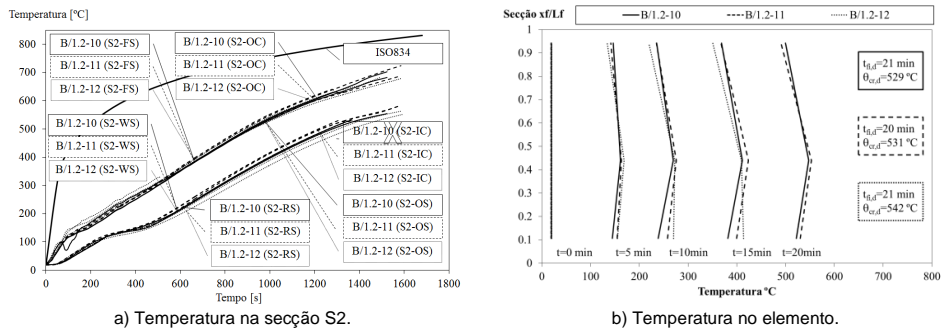 Temperatura [ºC]
900
800
700
600
500
400
300
200
100
0
0 200 400 600 800 1000 1200 1400 1600 1800
Tempo [s]
B/1.2-10 (S2-FS)
B/1.2-11 (S2-FS)
B/1.2-12 (S2-FS)
B/1.2-10 (S2-OC)
B/1.2-11 (S2-OC)
B/1.2-12 (S2-OC)
ISO834
B/1.2-10 (S2-WS)
B/1.2-11 (S2-WS)
B/1.2-12 (S2-WS)
B/1.2-10 (S2-IC)
B/1.2-11 (S2-IC)
B/1.2-12 (S2-IC)
B/1.2-10 (S2-RS)
B/1.2-11 (S2-RS)
B/1.2-12 (S2-RS)
B/1.2-10 (S2-OS)
B/1.2-11 (S2-OS)
B/1.2-12 (S2-OS)
a) Temperatura na secção S2.
Secção xf/Lf
B/1.2-10 B/1.2-11 B/1.2-12
1
0.9
0.8
0.7
0.6
0.5
0.4
0.3
0.2
0.1
0
t=0 min t=5 min t=10min t=15min t=20min
0 100 200 300 400 500 600 700 800
Temperatura ºC
tfi,d=21 min
θcr,d=529 ºC
tfi,d=20 min
θcr,d=531 ºC
tfi,d=21 min
θcr,d=542 ºC
b) Temperatura no elemento.